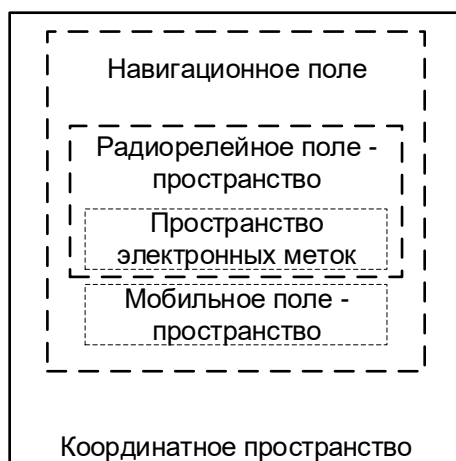 Навигационное поле
Радиорелейное поле -
пространство
Пространство
электронных меток
Мобильное поле -
пространство
Координатное пространство